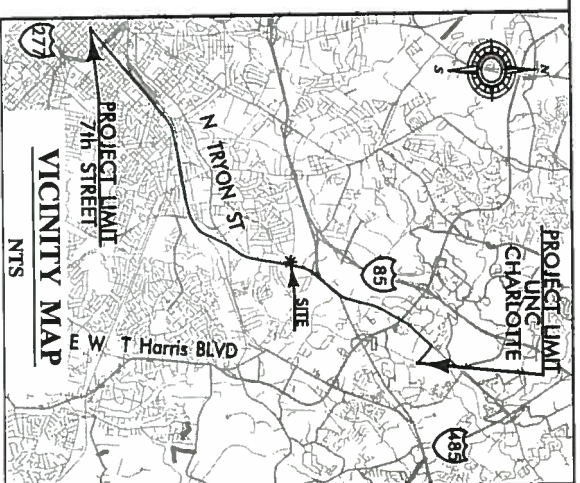 N
S
277
PROJECT LIMIT
UNC
CHARLOTTE
N TRYON ST
85
SITE
PROJECT LIMIT
7th STREET
E W T Harris BLVD
485
VICINITY MAP
NTS